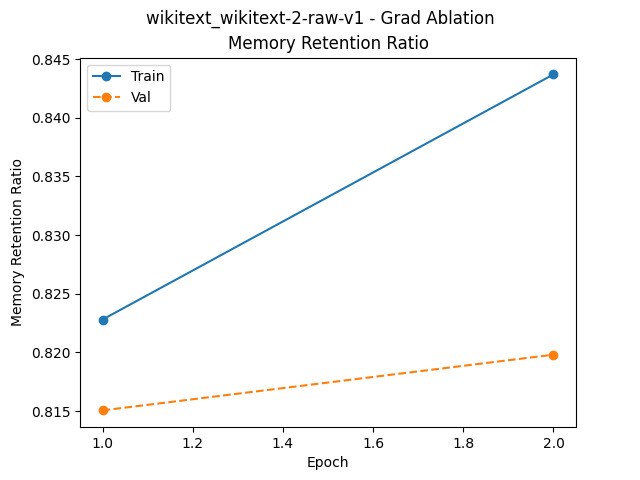 wikitext_wikitext-2-raw-v1 - Grad Ablation
Memory Retention Ratio
Train
Val
Memory Retention Ratio
0.845
0.840
0.835
0.830
0.825
0.820
0.815
1.0 1.2 1.4 1.6 1.8 2.0
Epoch